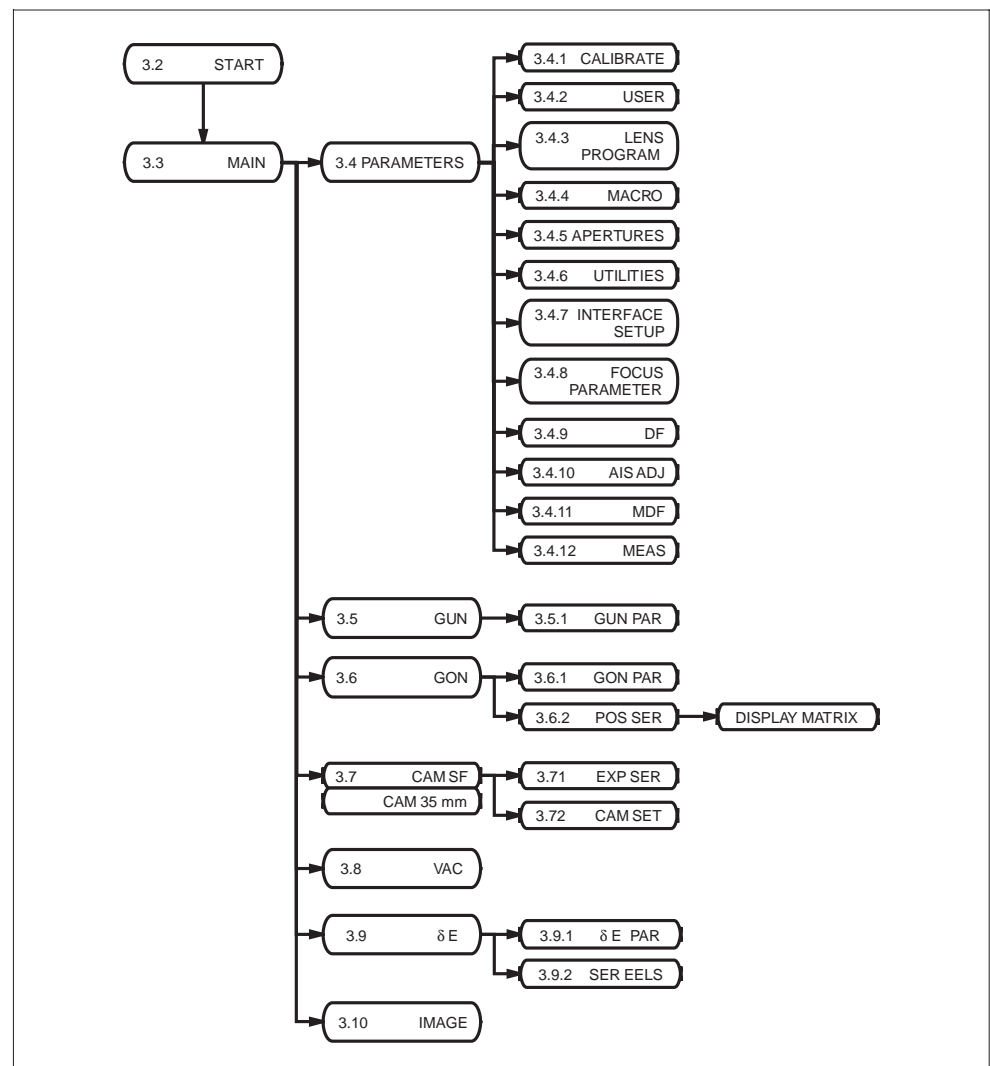 3.2 START
3.3 MAIN
3.4 PARAMETERS
3.4.1 CALIBRATE
3.4.2 USER
3.4.3 LENS
PROGRAM
3.4.4 MACRO
3.4.5 APERTURES
3.4.6 UTILITIES
3.4.7 INTERFACE
SETUP
3.4.8 FOCUS
PARAMETER
3.4.9 DF
3.4.10 AIS ADJ
3.4.11 MDF
3.4.12 MEAS
3.5 GUN
3.5.1 GUN PAR
3.6 GON
3.6.1 GON PAR
3.6.2 POS SER
DISPLAY MATRIX
3.7 CAM SF
CAM 35 mm
3.71 EXP SER
3.72 CAM SET
3.8 VAC
3.9 δ E
3.9.1 δ E PAR
3.9.2 SER EELS
3.10 IMAGE